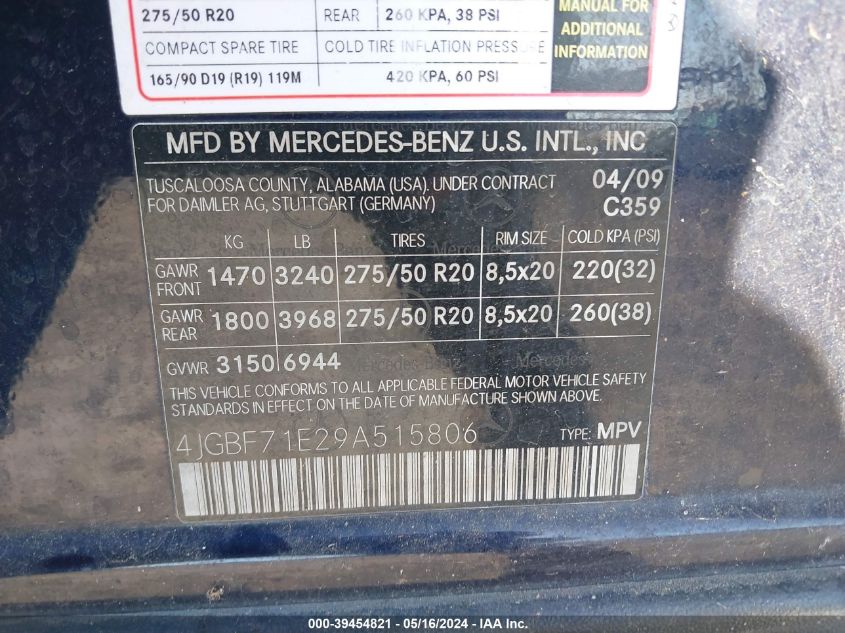 275/50 R20 REAR 260 KPA, 38 PSI
COMPACT SPARE TIRE COLD TIRE INFLATION PRESSURE
165/90 D19 (R19) 119M 420 KPA, 60 PSI
MANUAL FOR
ADDITIONAL
INFORMATION
MFD BY MERCEDES-BENZ U.S. INTL., INC
TUSCALOOSA COUNTY, ALABAMA (USA). UNDER CONTRACT 04/09
FOR DAIMLER AG, STUTTGART (GERMANY) C359
KG LB TIRES RIM SIZE COLD KPA (PSI)
GAWR FRONT 1470 3240 275/50 R20 8,5x20 220(32)
GAWR REAR 1800 3968 275/50 R20 8,5x20 260(38)
GVWR 3150 6944
THIS VEHICLE CONFORMS TO ALL APPLICABLE FEDERAL MOTOR VEHICLE SAFETY
STANDARDS IN EFFECT ON THE DATE OF MANUFACTURE SHOWN ABOVE.
4JGBF71E29A515806 TYPE: MPV
000-39454821 - 05/16/2024 - IAAI Inc.